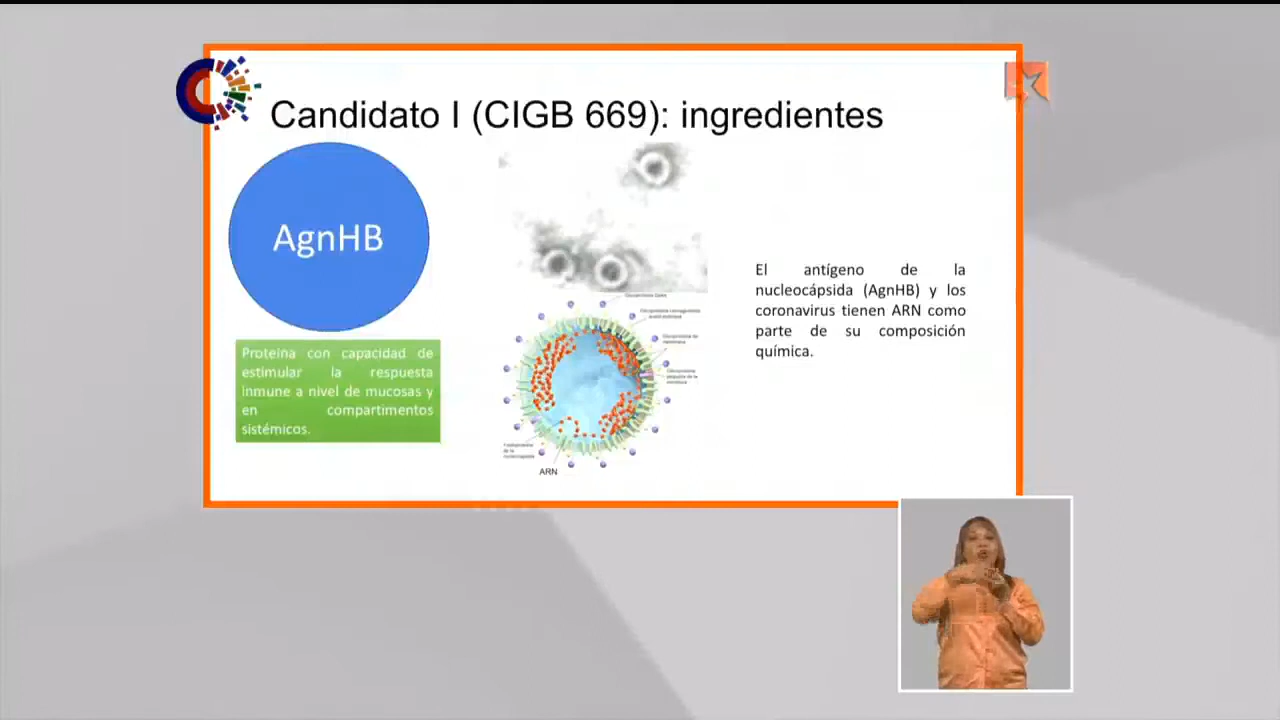 Candidato I (CIGB 669): ingredientes
AgnHB
Proteína con capacidad de
estimular la respuesta
inmune a nivel de mucosas y
en compartimentos
sistémicos.
ARN
El antígeno de la
nucleocápsida (AgnHB) y los
coronavirus tienen ARN como
parte de su composición
química.